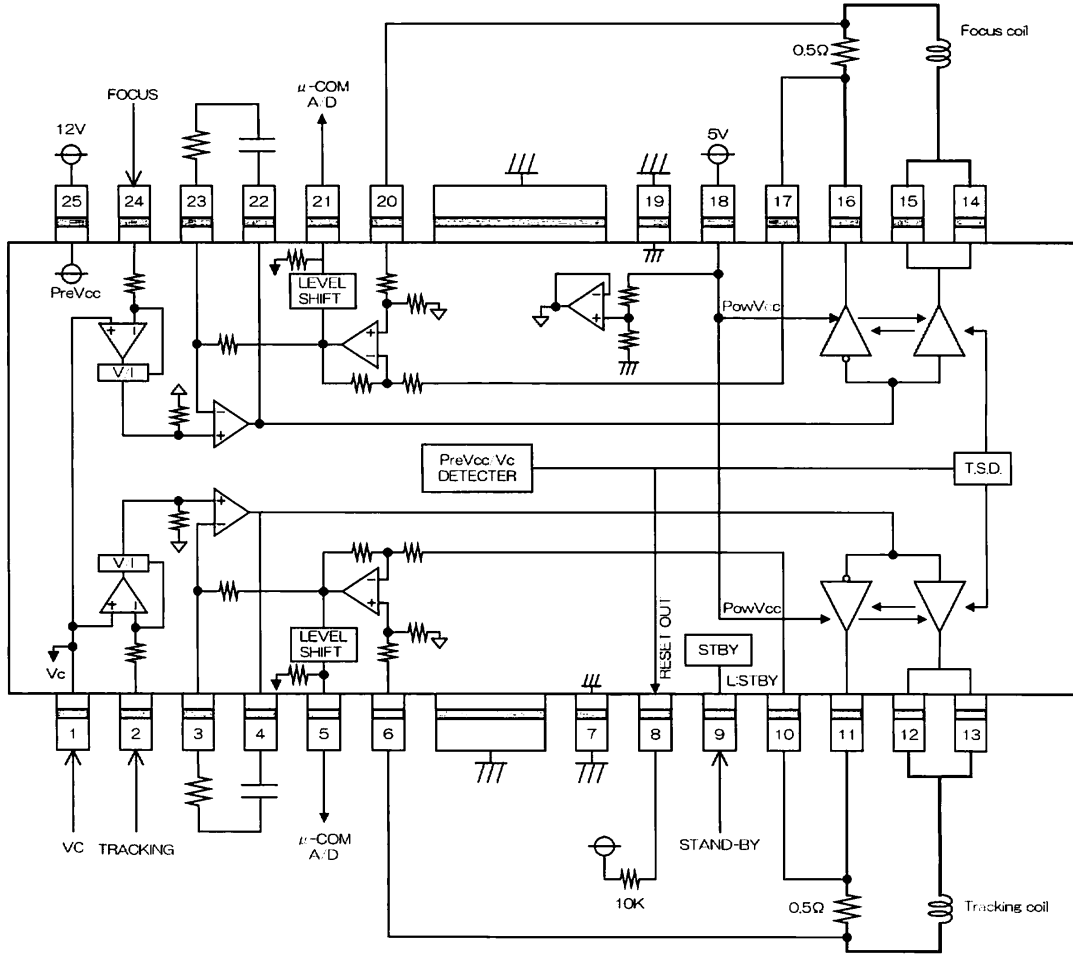 Focus coil
0.5Ω
μ-COM
A/D
FOCUS
12V
5V
25
24
23
22
21
20
19
18
17
16
15
14
PreVcc
LEVEL
SHIFT
PowVcc
V/I
PreVcc/Vc
DETECTER
T.S.D.
V/I
PowVcc
LEVEL
SHIFT
RESET OUT
STBY
L:STBY
Vc
1
2
3
4
5
6
7
8
9
10
11
12
13
VC
TRACKING
μ-COM
A/D
STAND-BY
10K
0.5Ω
Tracking coil